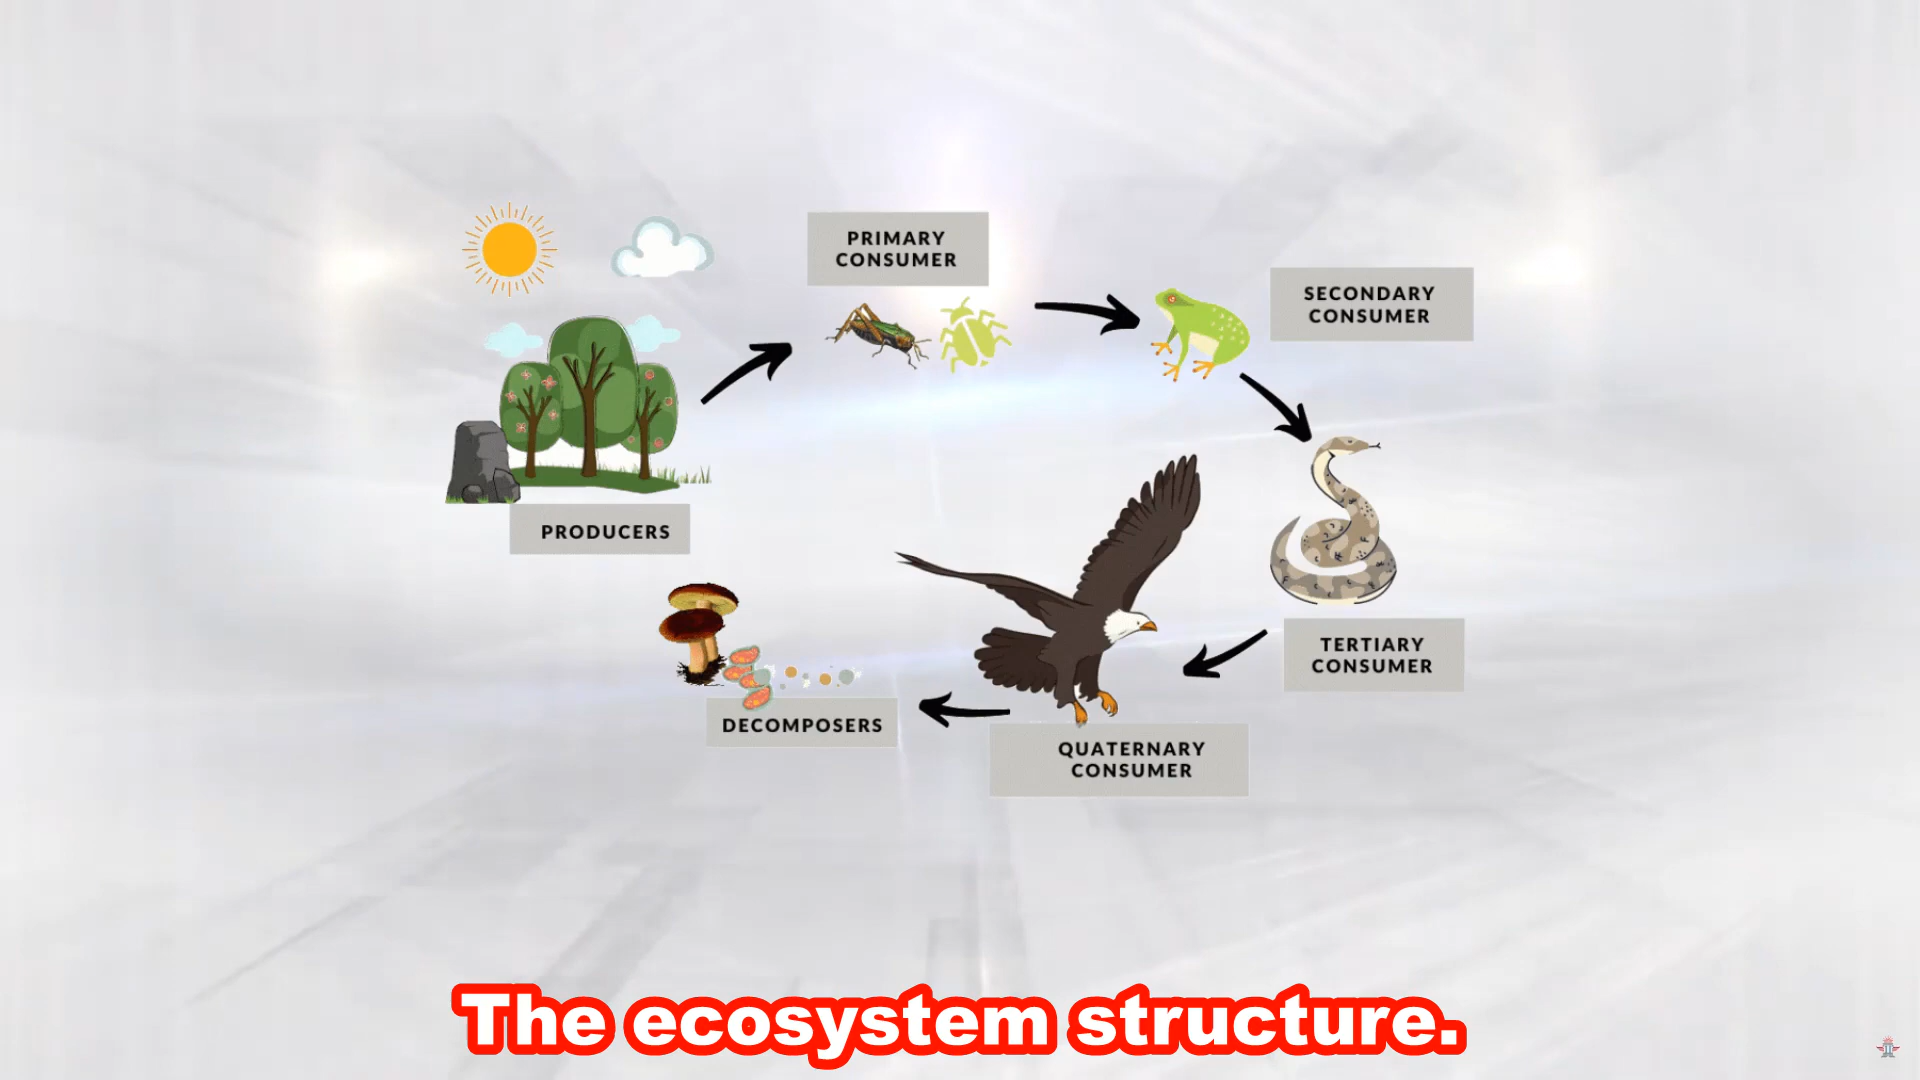 PRIMARY
CONSUMER
SECONDARY
CONSUMER
PRODUCERS
TERTIARY
CONSUMER
DECOMPOSERS
QUATERNARY
CONSUMER
The ecosystem structure.